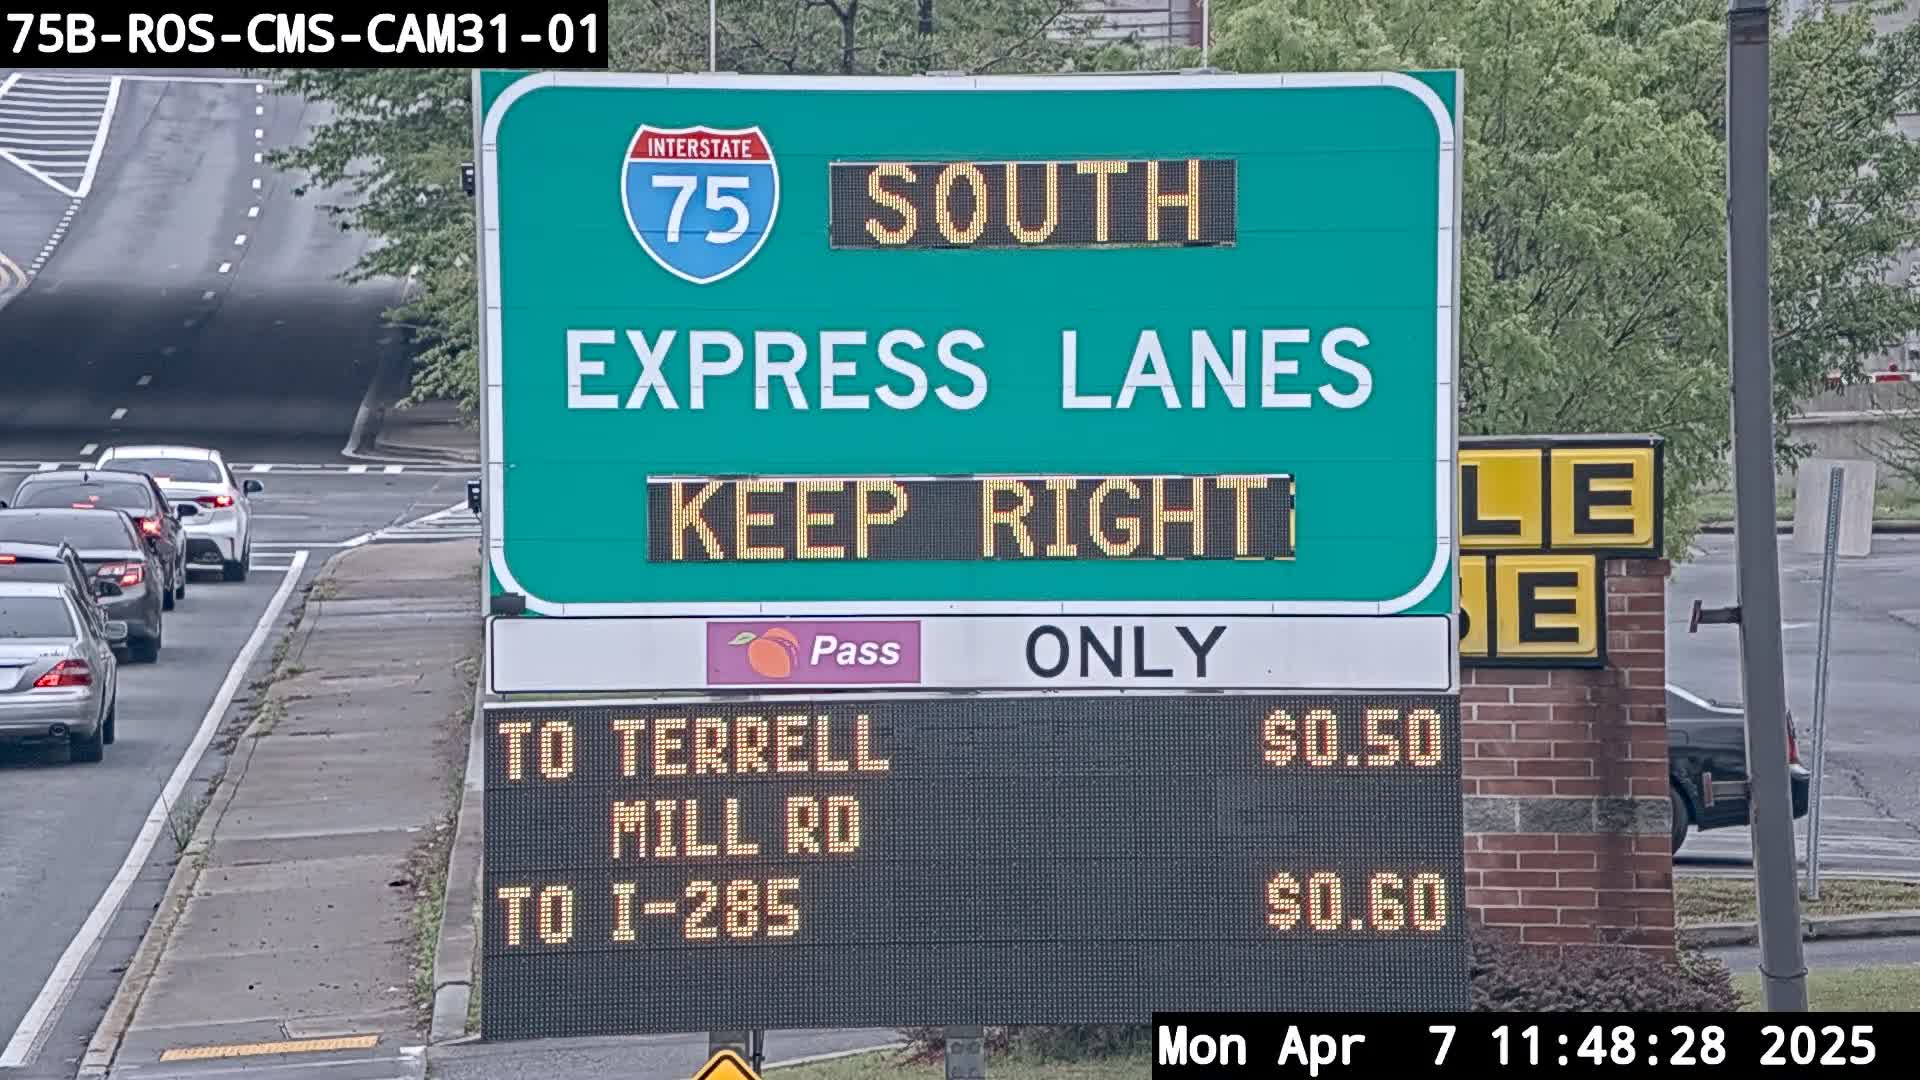 75B-ROS-CMS-CAM31-01
INTERSTATE
75
SOUTH
EXPRESS LANES
KEEP RIGHT
Pass ONLY
TO TERRELL $0.50
MILL RD
TO I-285 $0.60
LE
E
Mon Apr 7 11:48:28 2025